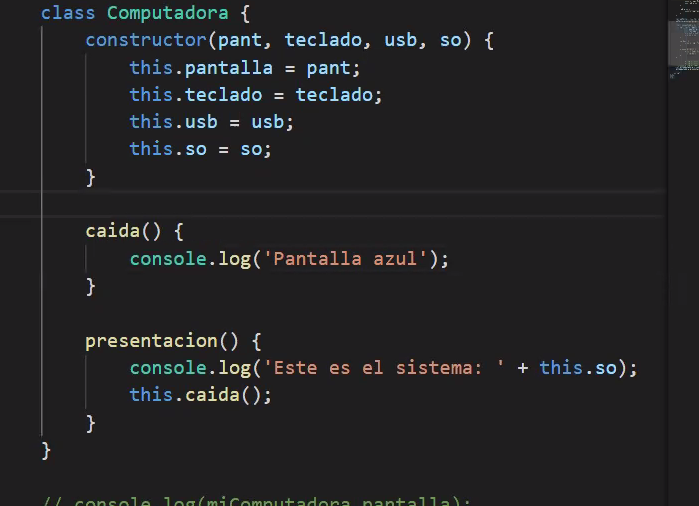 class Computadora {
constructor(pant, teclado, usb, so) {
this.pantalla = pant;
this.teclado = teclado;
this.usb = usb;
this.so = so;
}
caida() {
console.log('Pantalla azul');
}
presentacion() {
console.log('Este es el sistema: ' + this.so);
this.caida();
}
}
// console.log(miComputadora.pantalla);